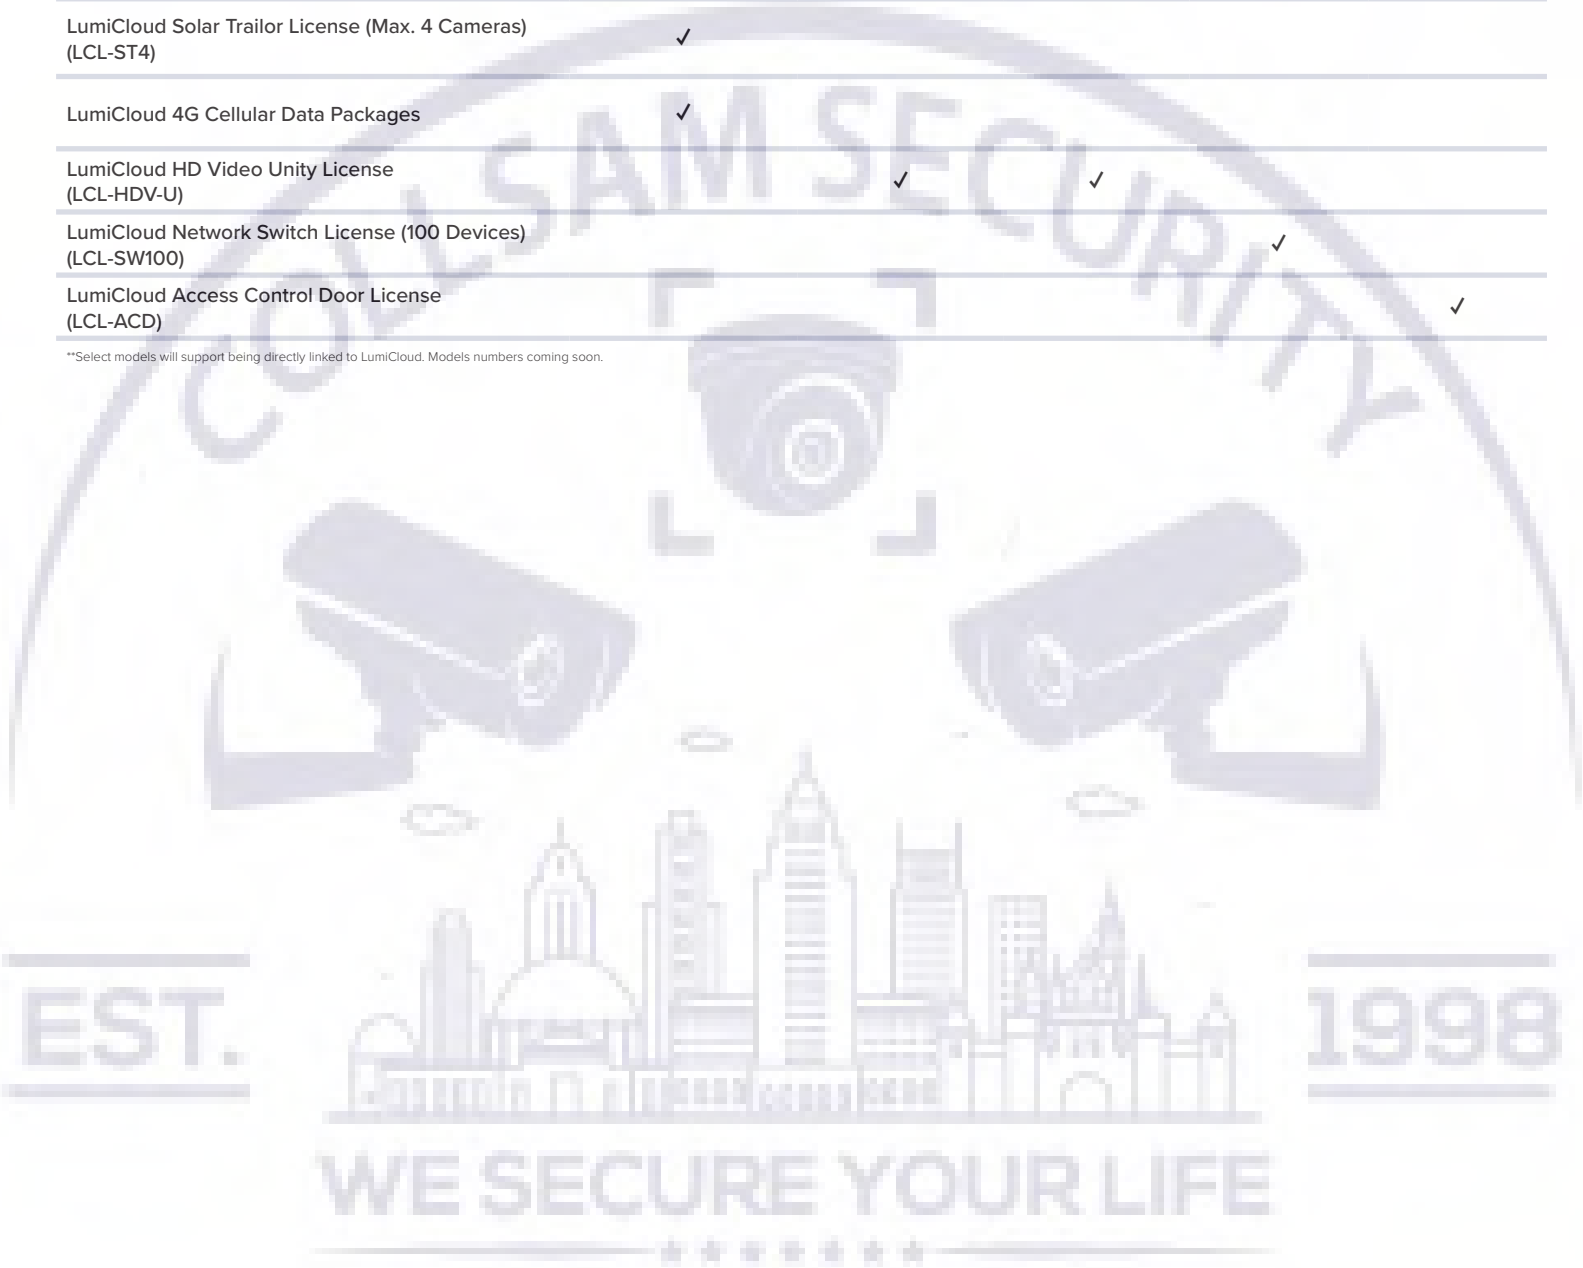 LumiCloud Solar Trailor License (Max. 4 Cameras)
(LCL-ST4)
✓
LumiCloud 4G Cellular Data Packages
✓
LumiCloud HD Video Unity License
(LCL-HDV-U)
✓ ✓
LumiCloud Network Switch License (100 Devices)
(LCL-SW100)
✓
LumiCloud Access Control Door License
(LCL-ACD)
✓
**Select models will support being directly linked to LumiCloud. Models numbers coming soon.
COLLSAM SECURITY
EST.
1998
WE SECURE YOUR LIFE